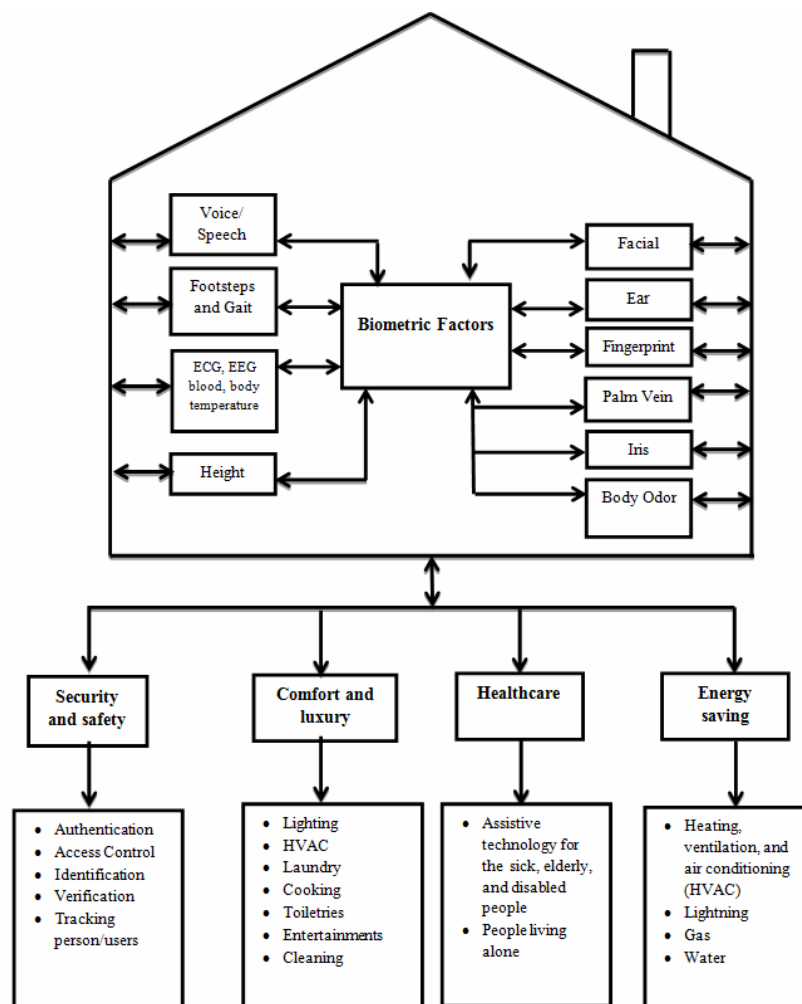 Voice/
Speech
Footsteps
and Gait
ECG, EEG
blood, body
temperature
Height
Biometric Factors
Facial
Ear
Fingerprint
Palm Vein
Iris
Body Odor
Security
and safety
Comfort and
luxury
Healthcare
Energy
saving
• Authentication
• Access Control
• Identification
• Verification
• Tracking
person/users
• Lighting
• HVAC
• Laundry
• Cooking
• Toiletries
• Entertainments
• Cleaning
• Assistive
technology for
the sick, elderly,
and disabled
people
• People living
alone
• Heating,
ventilation, and
air conditioning
(HVAC)
• Lightning
• Gas
• Water